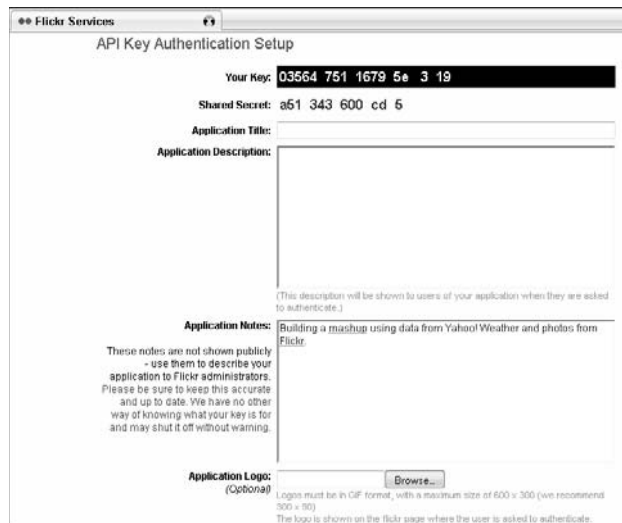 Flickr Services
API Key Authentication Setup
Your Key: 03564 751 1679 5e 3 19
Shared Secret: a51 343 600 cd 5
Application Title:
Application Description:
(This description will be shown to users of your application when they are asked
to authenticate.)
Application Notes: Building a mashup using data from Yahoo! Weather and photos from
Flickr.
These notes are not shown publicly
- use them to describe your
application to Flickr administrators.
Please be sure to keep this accurate
and up to date. We have no other
way of knowing what your key is for
and may shut it off without warning.
Application Logo: Browse...
(Optional)
Logos must be in GIF format, with a maximum size of 600 x 300 (we recommend
300 x 90)
The logo is shown on the flickr page where the user is asked to authenticate.